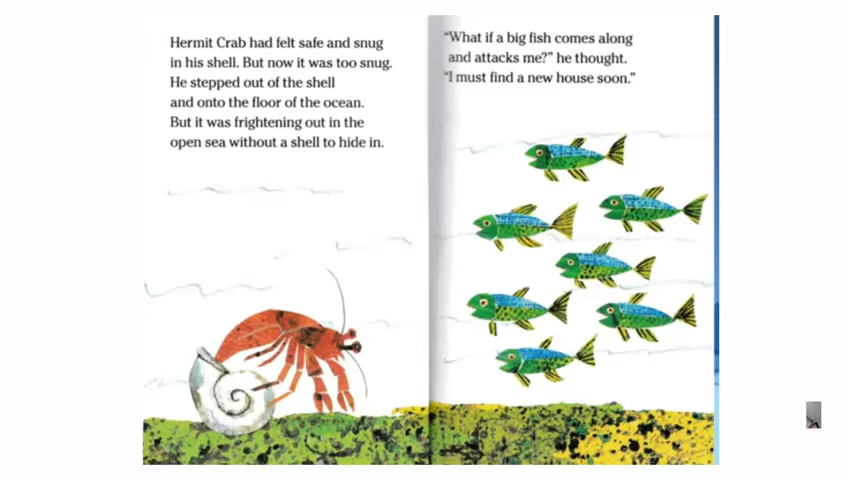 Hermit Crab had felt safe and snug
in his shell. But now it was too snug.
He stepped out of the shell
and onto the floor of the ocean.
But it was frightening out in the
open sea without a shell to hide in.
“What if a big fish comes along
and attacks me?” he thought.
“I must find a new house soon.”